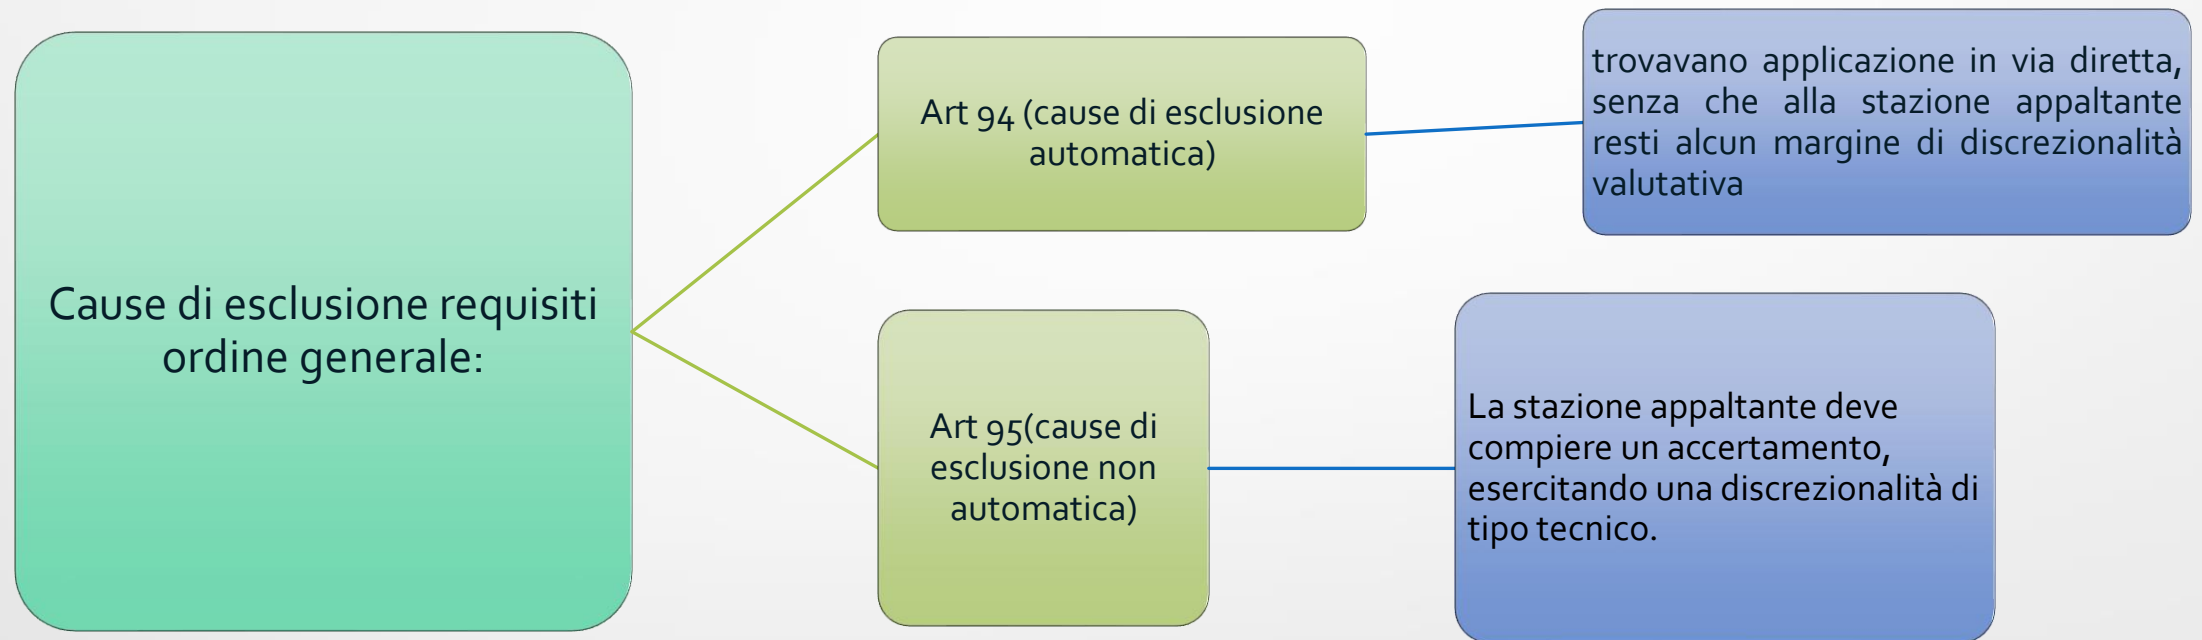 Cause di esclusione requisiti
ordine generale:
Art 94 (cause di esclusione
automatica)
trovavano applicazione in via diretta,
senza che alla stazione appaltante
resti alcun margine di discrezionalità
valutativa
Art 95(cause di
esclusione non
automatica)
La stazione appaltante deve
compiere un accertamento,
esercitando una discrezionalità di
tipo tecnico.